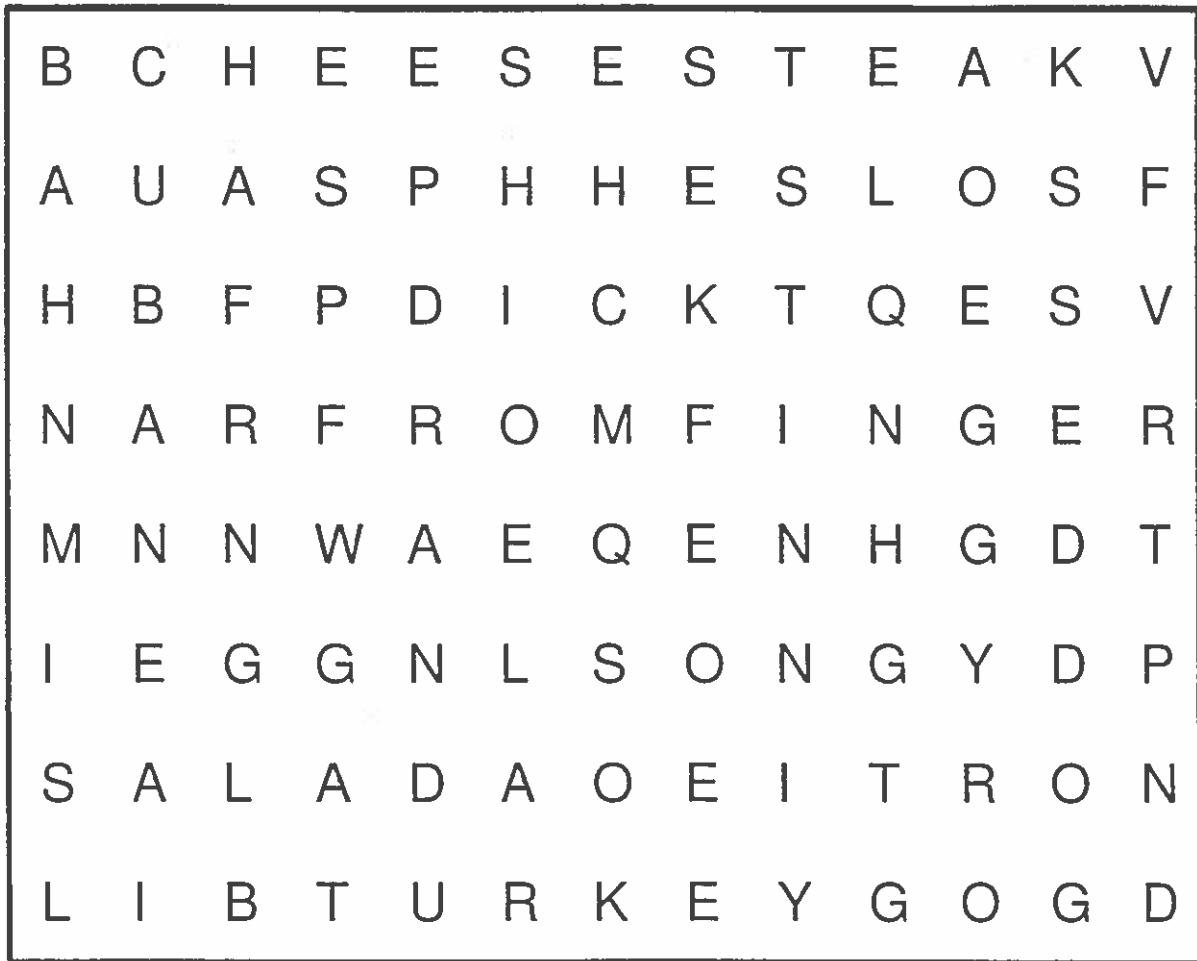 B C H E E S E S T E A K V
A U A S P H H E S L O S F
H B F P D I C K T Q E S V
N A R F R O M F I N G E R
M N N W A E Q E N H G D T
I E G G N L S O N G Y D P
S A L A D A O E I T R O N
L I B T U R K E Y G O G D